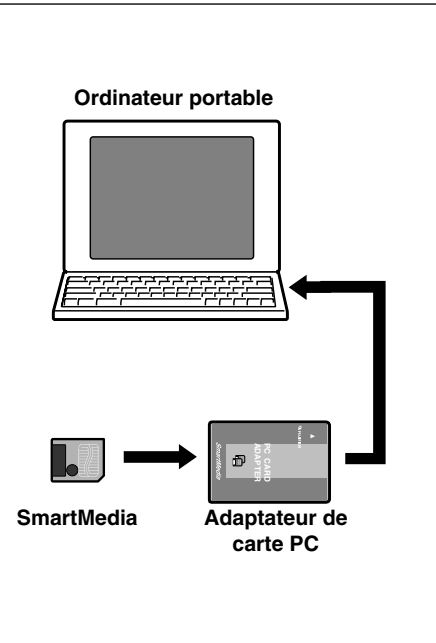 Ordinateur portable
PC CARD
ADAPTER
SmartMedia
SmartMedia
Adaptateur de
carte PC